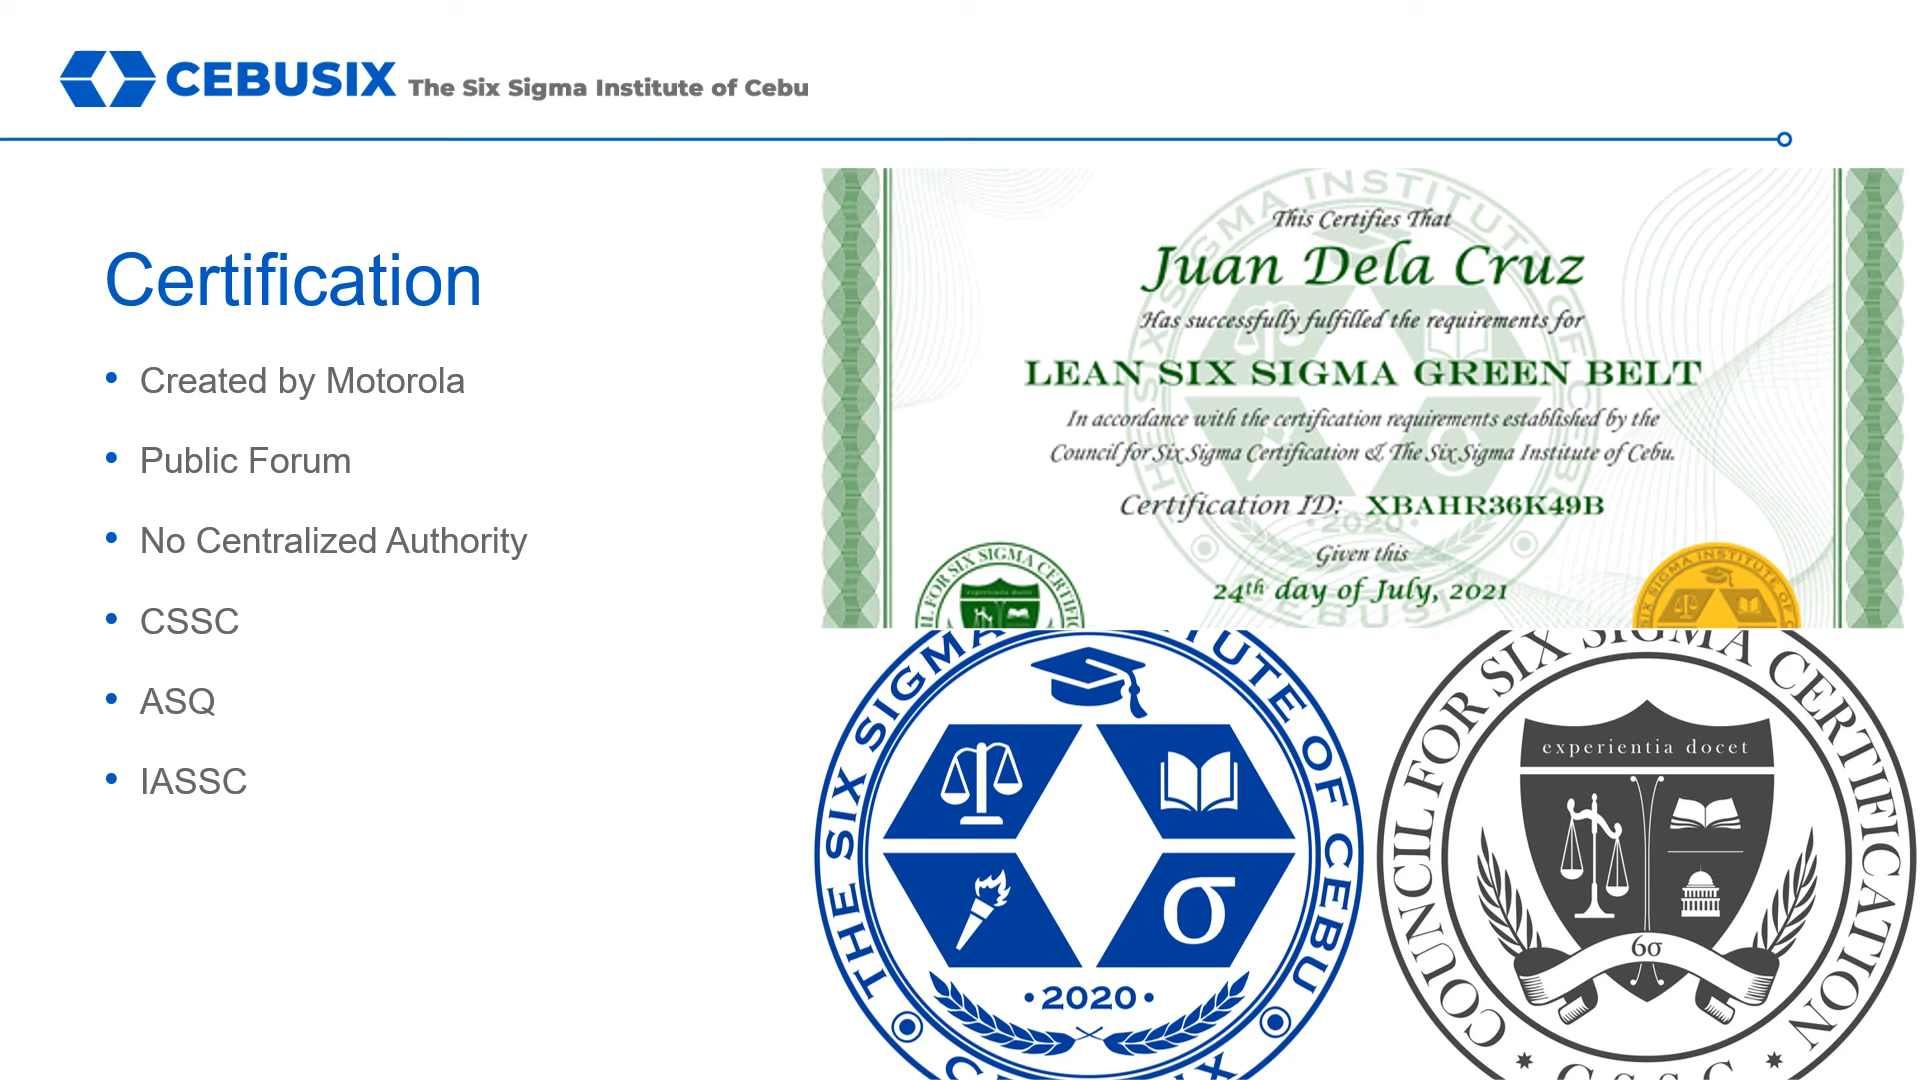 CEBUSIX The Six Sigma Institute of Cebu
Certification
Created by Motorola
Public Forum
No Centralized Authority
CSSC
ASQ
IASSC
This Certifies That
Juan Dela Cruz
Has successfully fulfilled the requirements for
LEAN SIX SIGMA GREEN BELT
In accordance with the certification requirements established by the
Council for Six Sigma Certification & The Six Sigma Institute of Cebu.
Certification ID: XBAHR36K49B
Given this
24th day of July, 2021
THE SIX SIGMA INSTITUTE OF CEBU
σ
2020
COUNCIL FOR SIX SIGMA CERTIFICATION
experientia docet
6σ
CSSC